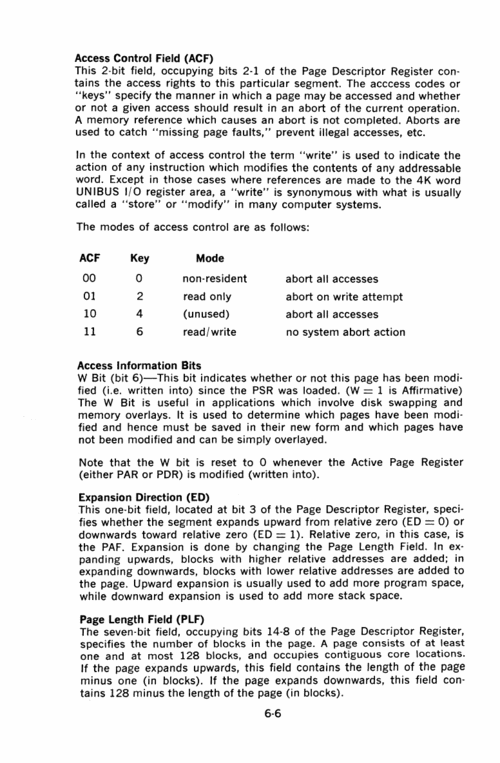 Access Control Field (ACF)
This 2-bit field, occupying bits 2-1 of the Page Descriptor Register con-
tains the access rights to this particular segment. The acccess codes or
"keys" specify the manner in which a page may be accessed and whether
or not a given access should result in an abort of the current operation.
A memory reference which causes an abort is not completed. Aborts are
used to catch "missing page faults," prevent illegal accesses, etc.
In the context of access control the term "write" is used to indicate the
action of any instruction which modifies the contents of any addressable
word. Except in those cases where references are made to the 4K word
UNIBUS I/O register area, a "write" is synonymous with what is usually
called a "store" or "modify" in many computer systems.
The modes of access control are as follows:
ACF Key Mode
00 0 non-resident abort all accesses
01 2 read only abort on write attempt
10 4 (unused) abort all accesses
11 6 read/write no system abort action
Access Information Bits
W Bit (bit 6)—This bit indicates whether or not this page has been modi-
fied (i.e. written into) since the PSR was loaded. (W = 1 is Affirmative)
The W Bit is useful in applications which involve disk swapping and
memory overlays. It is used to determine which pages have been modi-
fied and hence must be saved in their new form and which pages have
not been modified and can be simply overlayed.
Note that the W bit is reset to 0 whenever the Active Page Register
(either PAR or PDR) is modified (written into).
Expansion Direction (ED)
This one-bit field, located at bit 3 of the Page Descriptor Register, speci-
fies whether the segment expands upward from relative zero (ED = 0) or
downwards toward relative zero (ED = 1). Relative zero, in this case, is
the PAF. Expansion is done by changing the Page Length Field. In ex-
panding upwards, blocks with higher relative addresses are added; in
expanding downwards, blocks with lower relative addresses are added to
the page. Upward expansion is usually used to add more program space,
while downward expansion is used to add more stack space.
Page Length Field (PLF)
The seven-bit field, occupying bits 14-8 of the Page Descriptor Register,
specifies the number of blocks in the page. A page consists of at least
one and at most 128 blocks, and occupies contiguous core locations.
If the page expands upwards, this field contains the length of the page
minus one (in blocks). If the page expands downwards, this field con-
tains 128 minus the length of the page (in blocks).
6-6